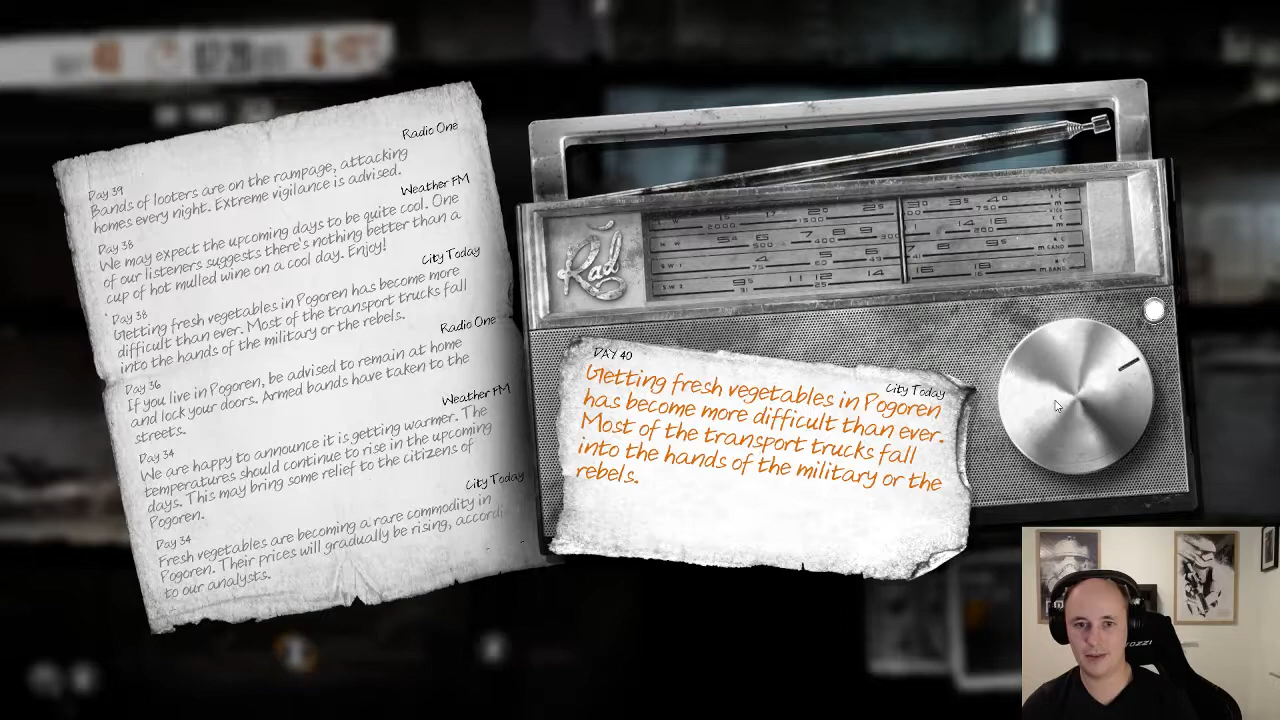 Radio One
Day 39
Bands of looters are on the rampage, attacking
homes every night. Extreme vigilance is advised.
Weather FM
Day 38
We may expect the upcoming days to be quite cool. One
of our listeners suggests there's nothing better than a
cup of hot mulled wine on a cool day. Enjoy!
City Today
Day 38
Getting fresh vegetables in Pogoren has become more
difficult than ever. Most of the transport trucks fall
into the hands of the military or the rebels.
Radio One
Day 36
If you live in Pogoren, be advised to remain at home
and lock your doors. Armed bands have taken to the
streets.
Weather FM
Day 34
We are happy to announce it is getting warmer. The
temperatures should continue to rise in the upcoming
days. This may bring some relief to the citizens of
Pogoren.
City Today
Day 34
Fresh vegetables are becoming a rare commodity in
Pogoren. Their prices will gradually be rising, accordi
to our analysts.
Rad
DAY 40
City Today
Getting fresh vegetables in Pogoren
has become more difficult than ever.
Most of the transport trucks fall
into the hands of the military or the
rebels.